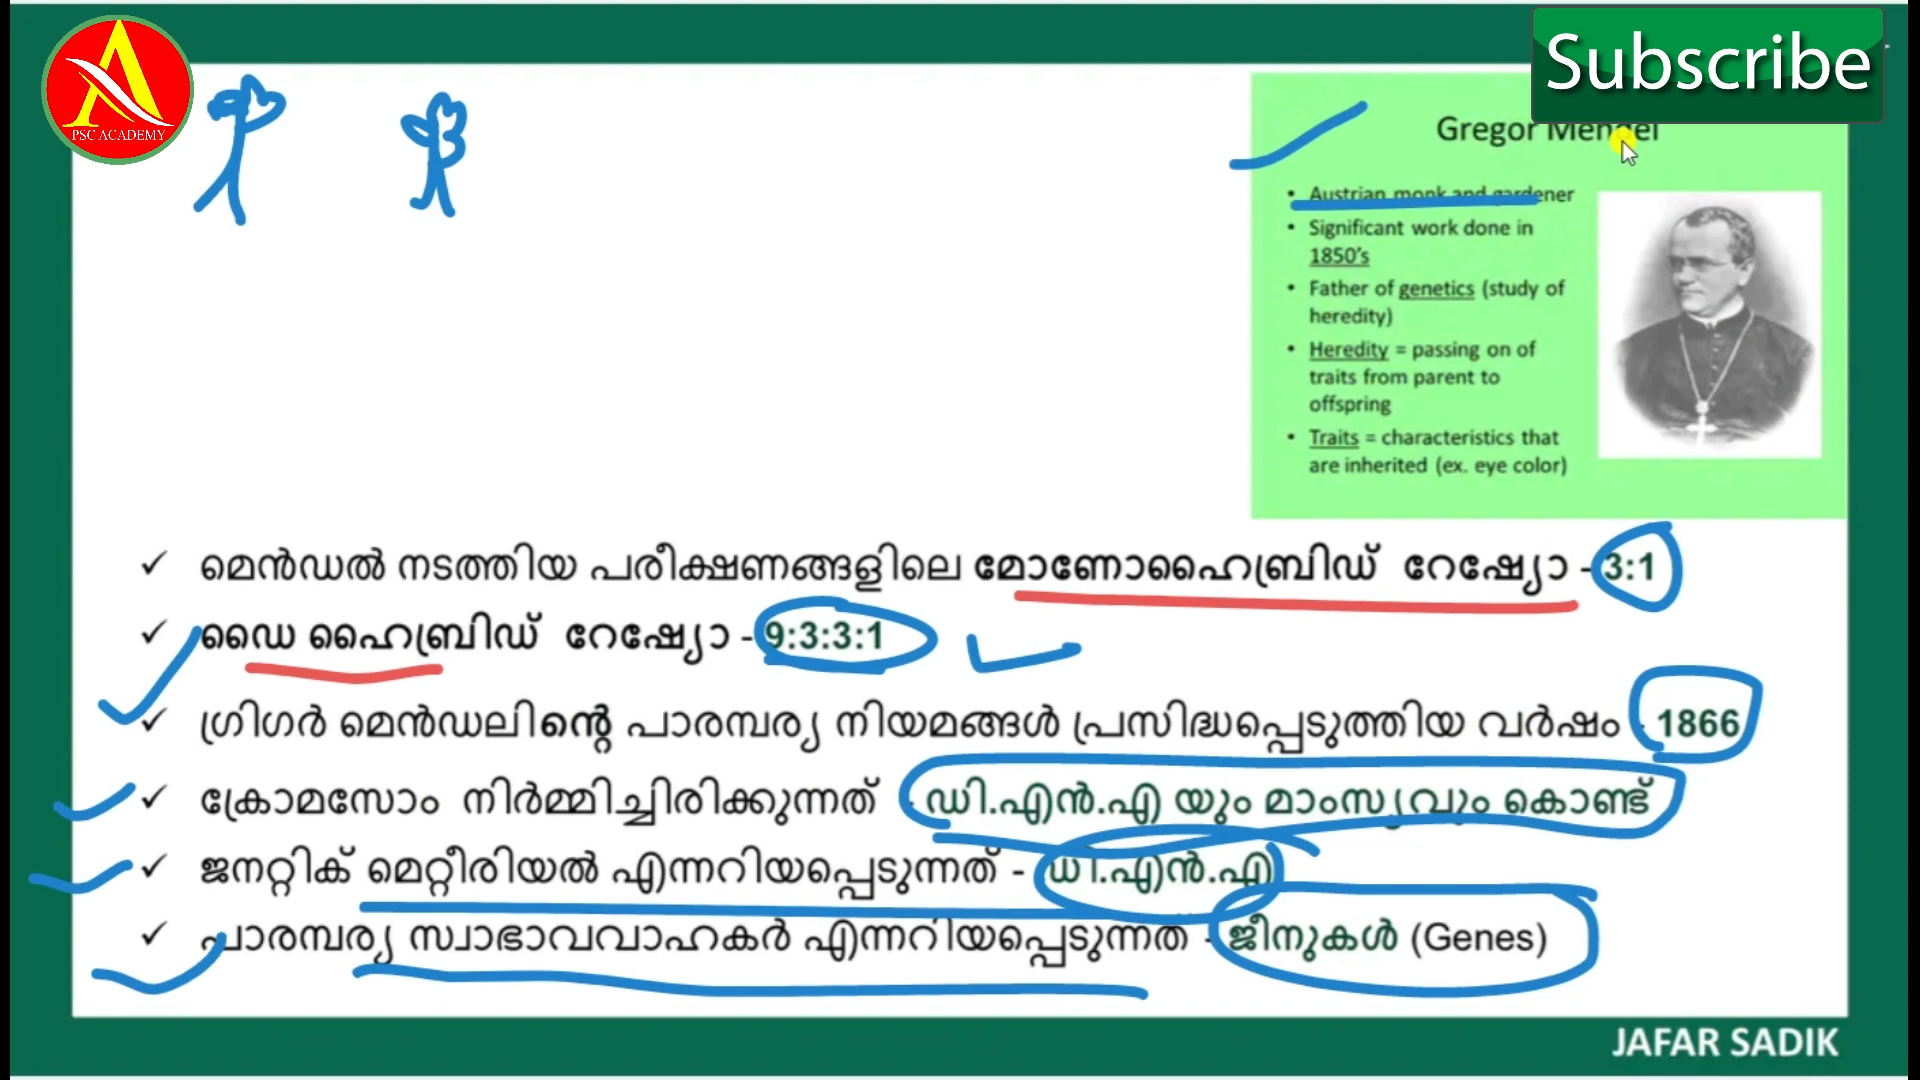 PSC ACADEMY
Subscribe
Gregor Mendel
• Austrian monk and gardener
• Significant work done in
1850's
• Father of genetics (study of
heredity)
• Heredity = passing on of
traits from parent to
offspring
• Traits = characteristics that
are inherited (ex. eye color)
✓ മെൻഡൽ നടത്തിയ പരീക്ഷണങ്ങളിലെ മോണോഹൈബ്രിഡ് റേഷ്യോ - 3:1
✓ ഡൈ ഹൈബ്രിഡ് റേഷ്യോ - 9:3:3:1
✓ ഗ്രിഗർ മെൻഡലിന്റെ പാരമ്പര്യ നിയമങ്ങൾ പ്രസിദ്ധപ്പെടുത്തിയ വർഷം - 1866
✓ ക്രോമസോം നിർമ്മിച്ചിരിക്കുന്നത് - ഡി.എൻ.എ യും മാംസ്യവും കൊണ്ട്
✓ ജനറ്റിക് മെറ്റീരിയൽ എന്നറിയപ്പെടുന്നത് - ഡി.എൻ.എ
✓ പാരമ്പര്യ സ്വാഭാവവാഹകർ എന്നറിയപ്പെടുന്നത് - ജീനുകൾ (Genes)
JAFAR SADIK